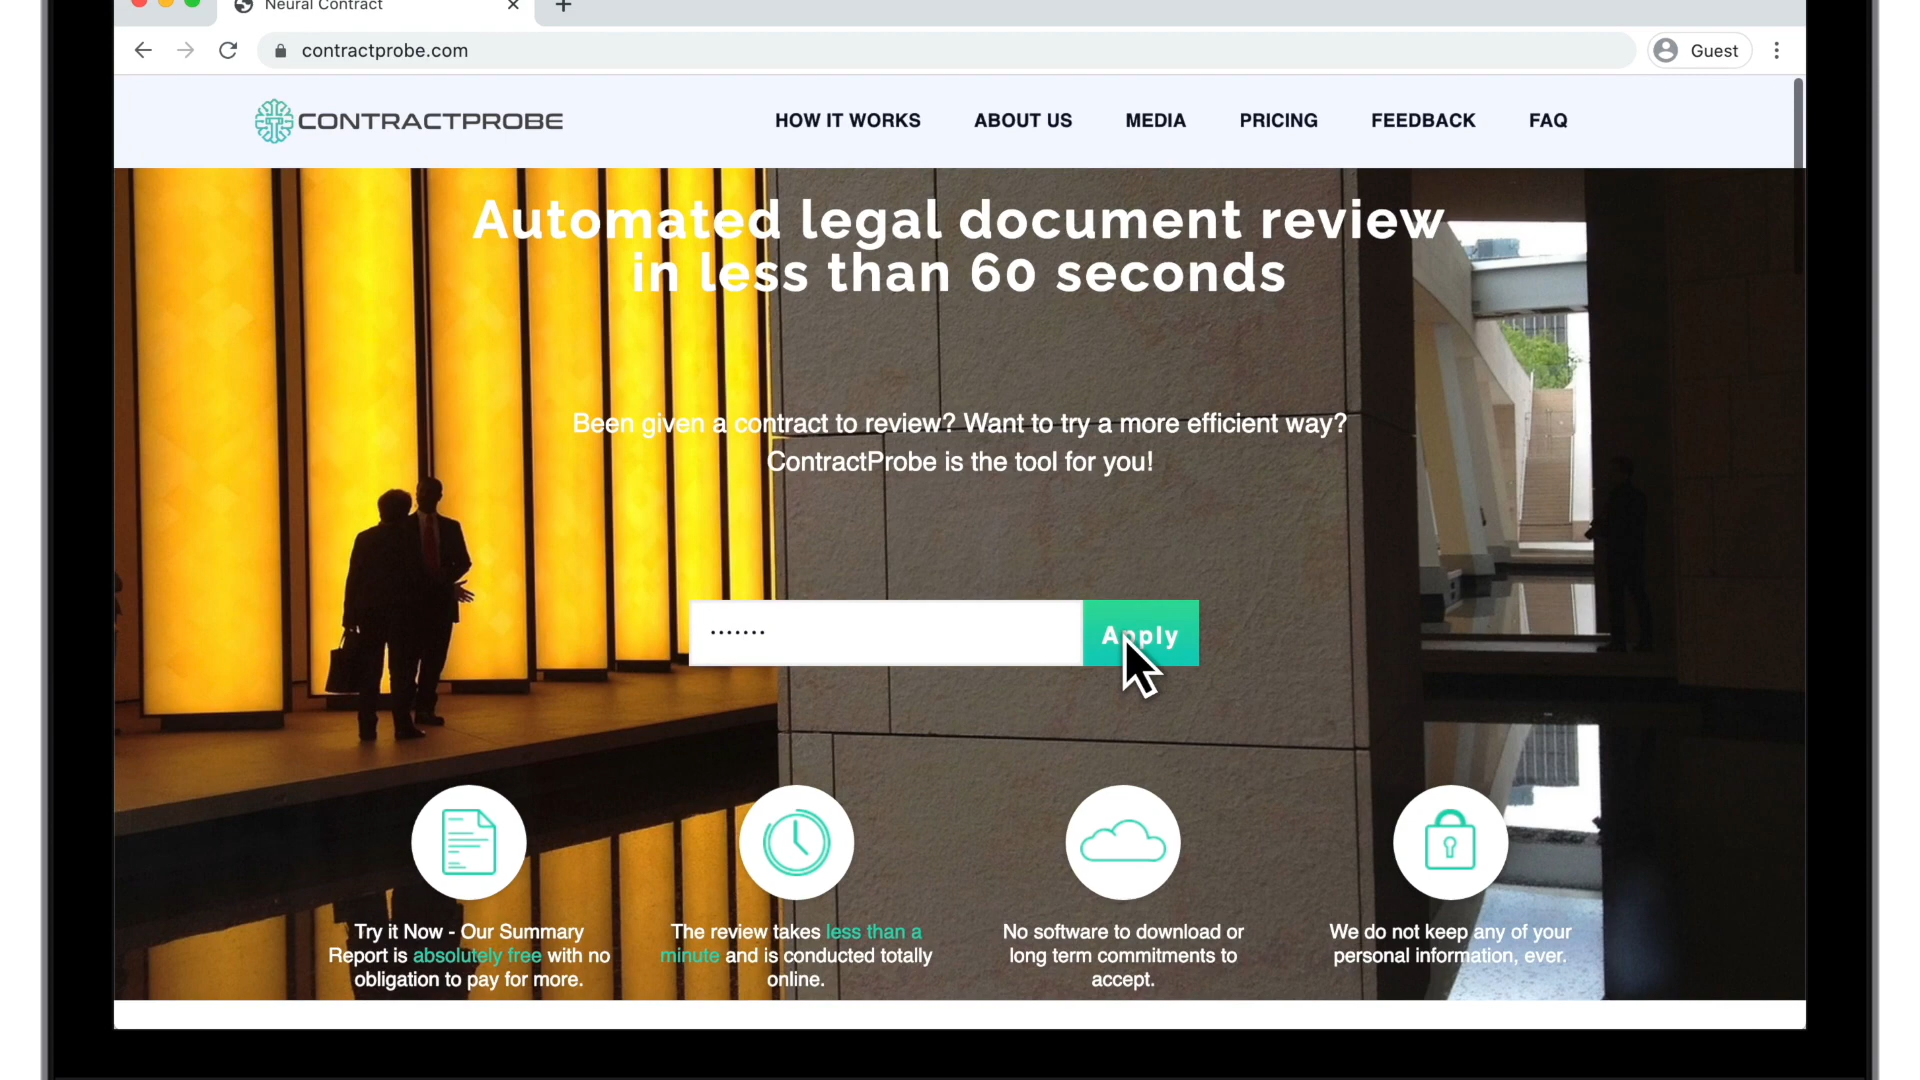 Neural Contract
contractprobe.com
Guest
CONTRACTPROBE
HOW IT WORKS
ABOUT US
MEDIA
PRICING
FEEDBACK
FAQ
Automated legal document review
in less than 60 seconds
Been given a contract to review? Want to try a more efficient way?
ContractProbe is the tool for you!
.......
Apply
Try it Now - Our Summary
Report is absolutely free with no
obligation to pay for more.
The review takes less than a
minute and is conducted totally
online.
No software to download or
long term commitments to
accept.
We do not keep any of your
personal information, ever.